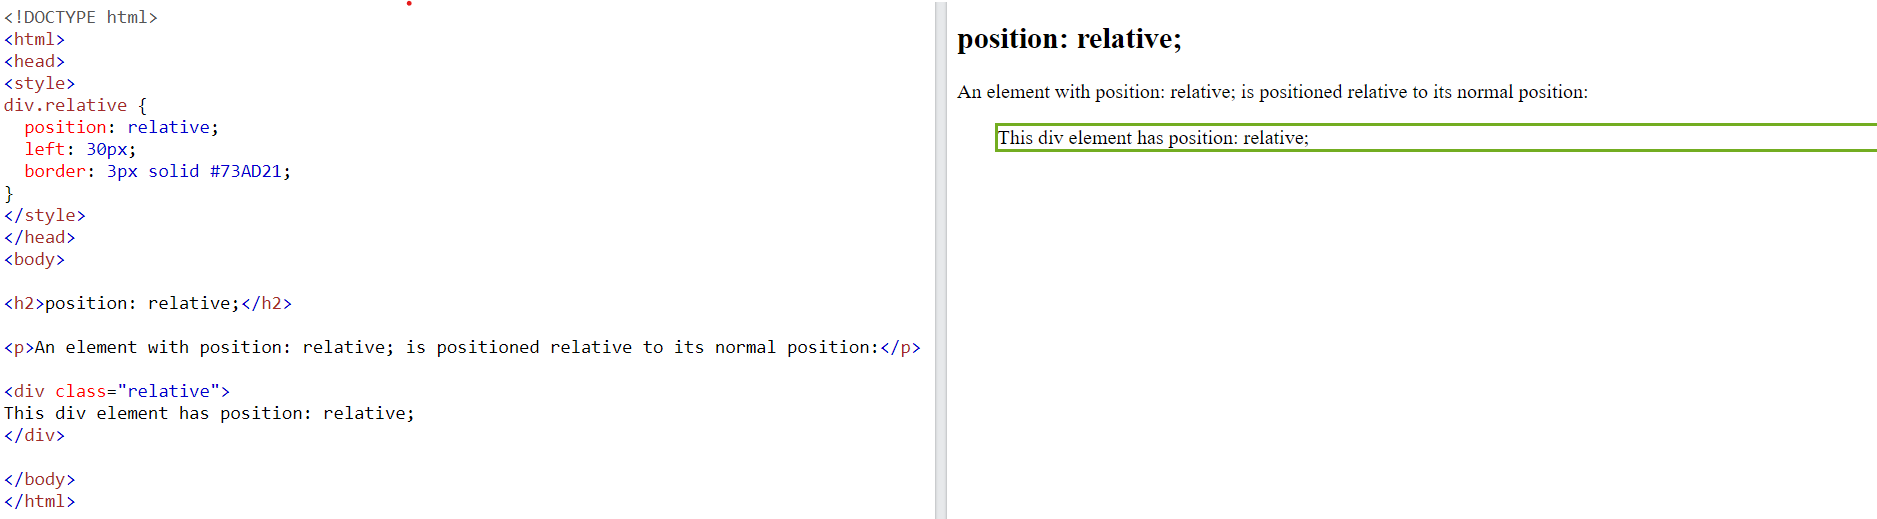 <!DOCTYPE html>
<html>
<head>
<style>
div.relative {
  position: relative;
  left: 30px;
  border: 3px solid #73AD21;
}
</style>
</head>
<body>

<h2>position: relative;</h2>

<p>An element with position: relative; is positioned relative to its normal position:</p>

<div class="relative">
This div element has position: relative;
</div>

</body>
</html>
position: relative;
An element with position: relative; is positioned relative to its normal position:
This div element has position: relative;